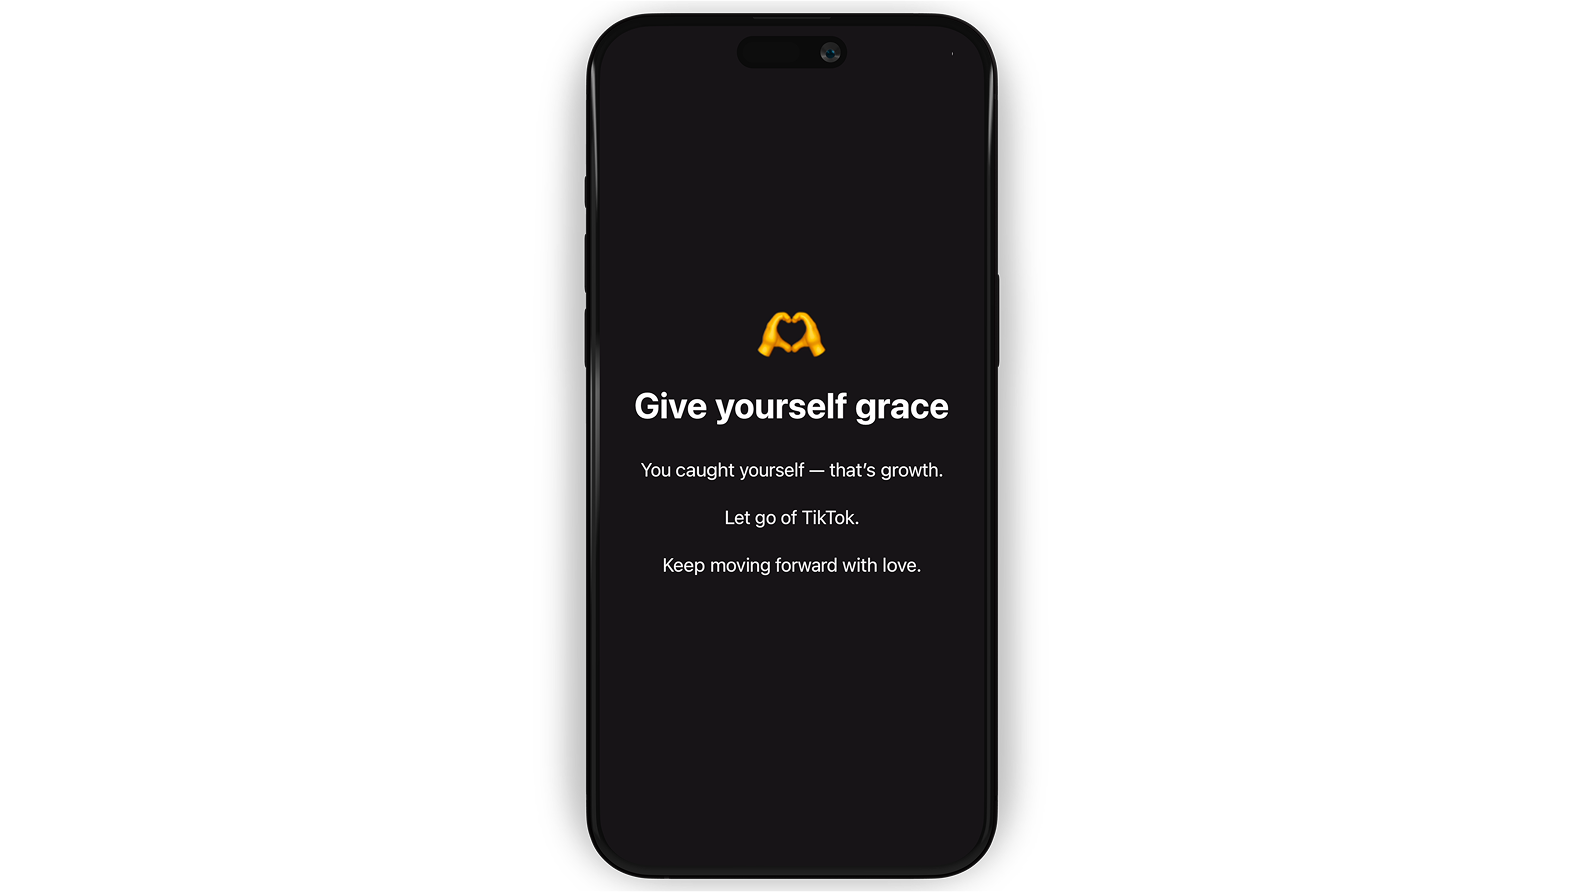 Give yourself grace
You caught yourself — that’s growth.
Let go of TikTok.
Keep moving forward with love.